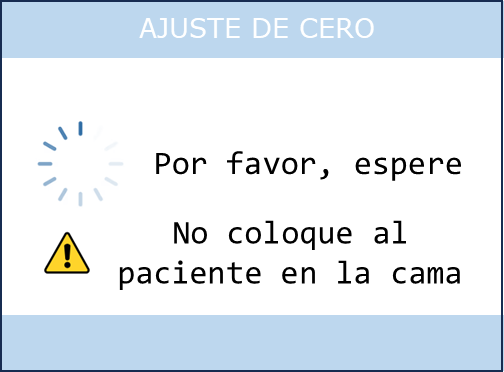 AJUSTE DE CERO
Por favor, espere
No coloque al
paciente en la cama